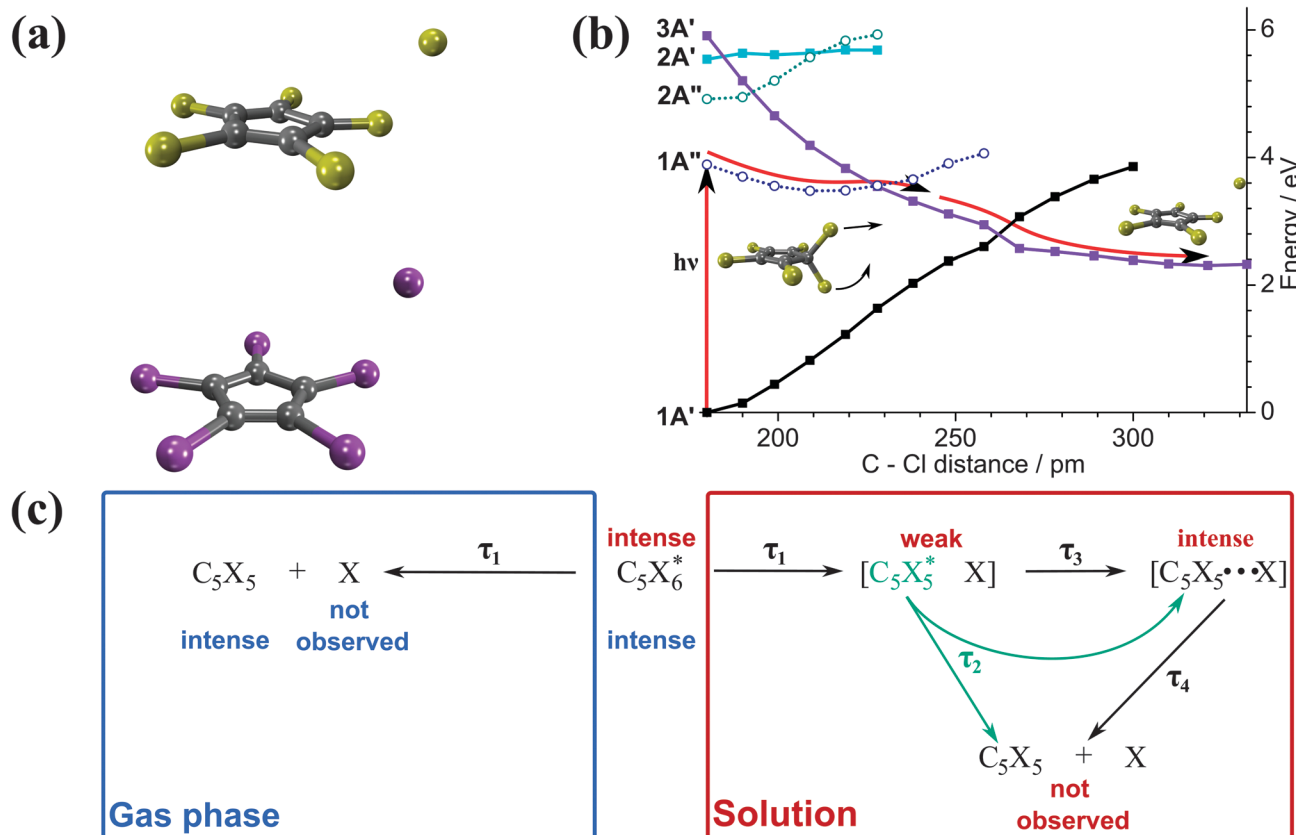 (a)
(b)
3A'
2A'
2A"
1A"
hν
1A'
6
4
2
0
Energy / eV
200
250
300
C - Cl distance / pm
(c)
C₅X₅ + X
intense
not observed
τ₁
intense
C₅X₆*
intense
τ₁
weak
[C₅X₅* X]
τ₃
intense
[C₅X₅•••X]
τ₂
τ₄
C₅X₅ + X
not observed
Gas phase
Solution